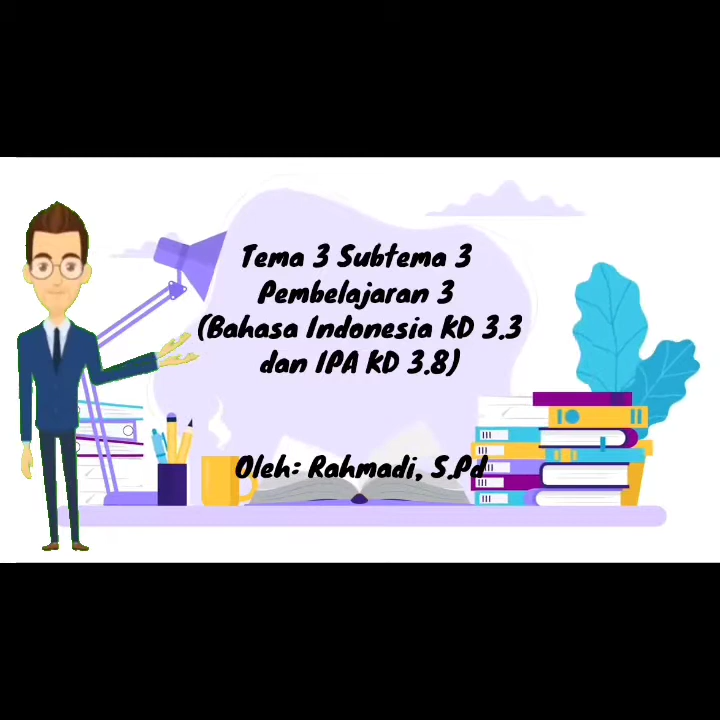 Tema 3 Subtema 3
Pembelajaran 3
(Bahasa Indonesia KD 3.3
dan IPA KD 3.8)
Oleh: Rahmadi, S.Pd